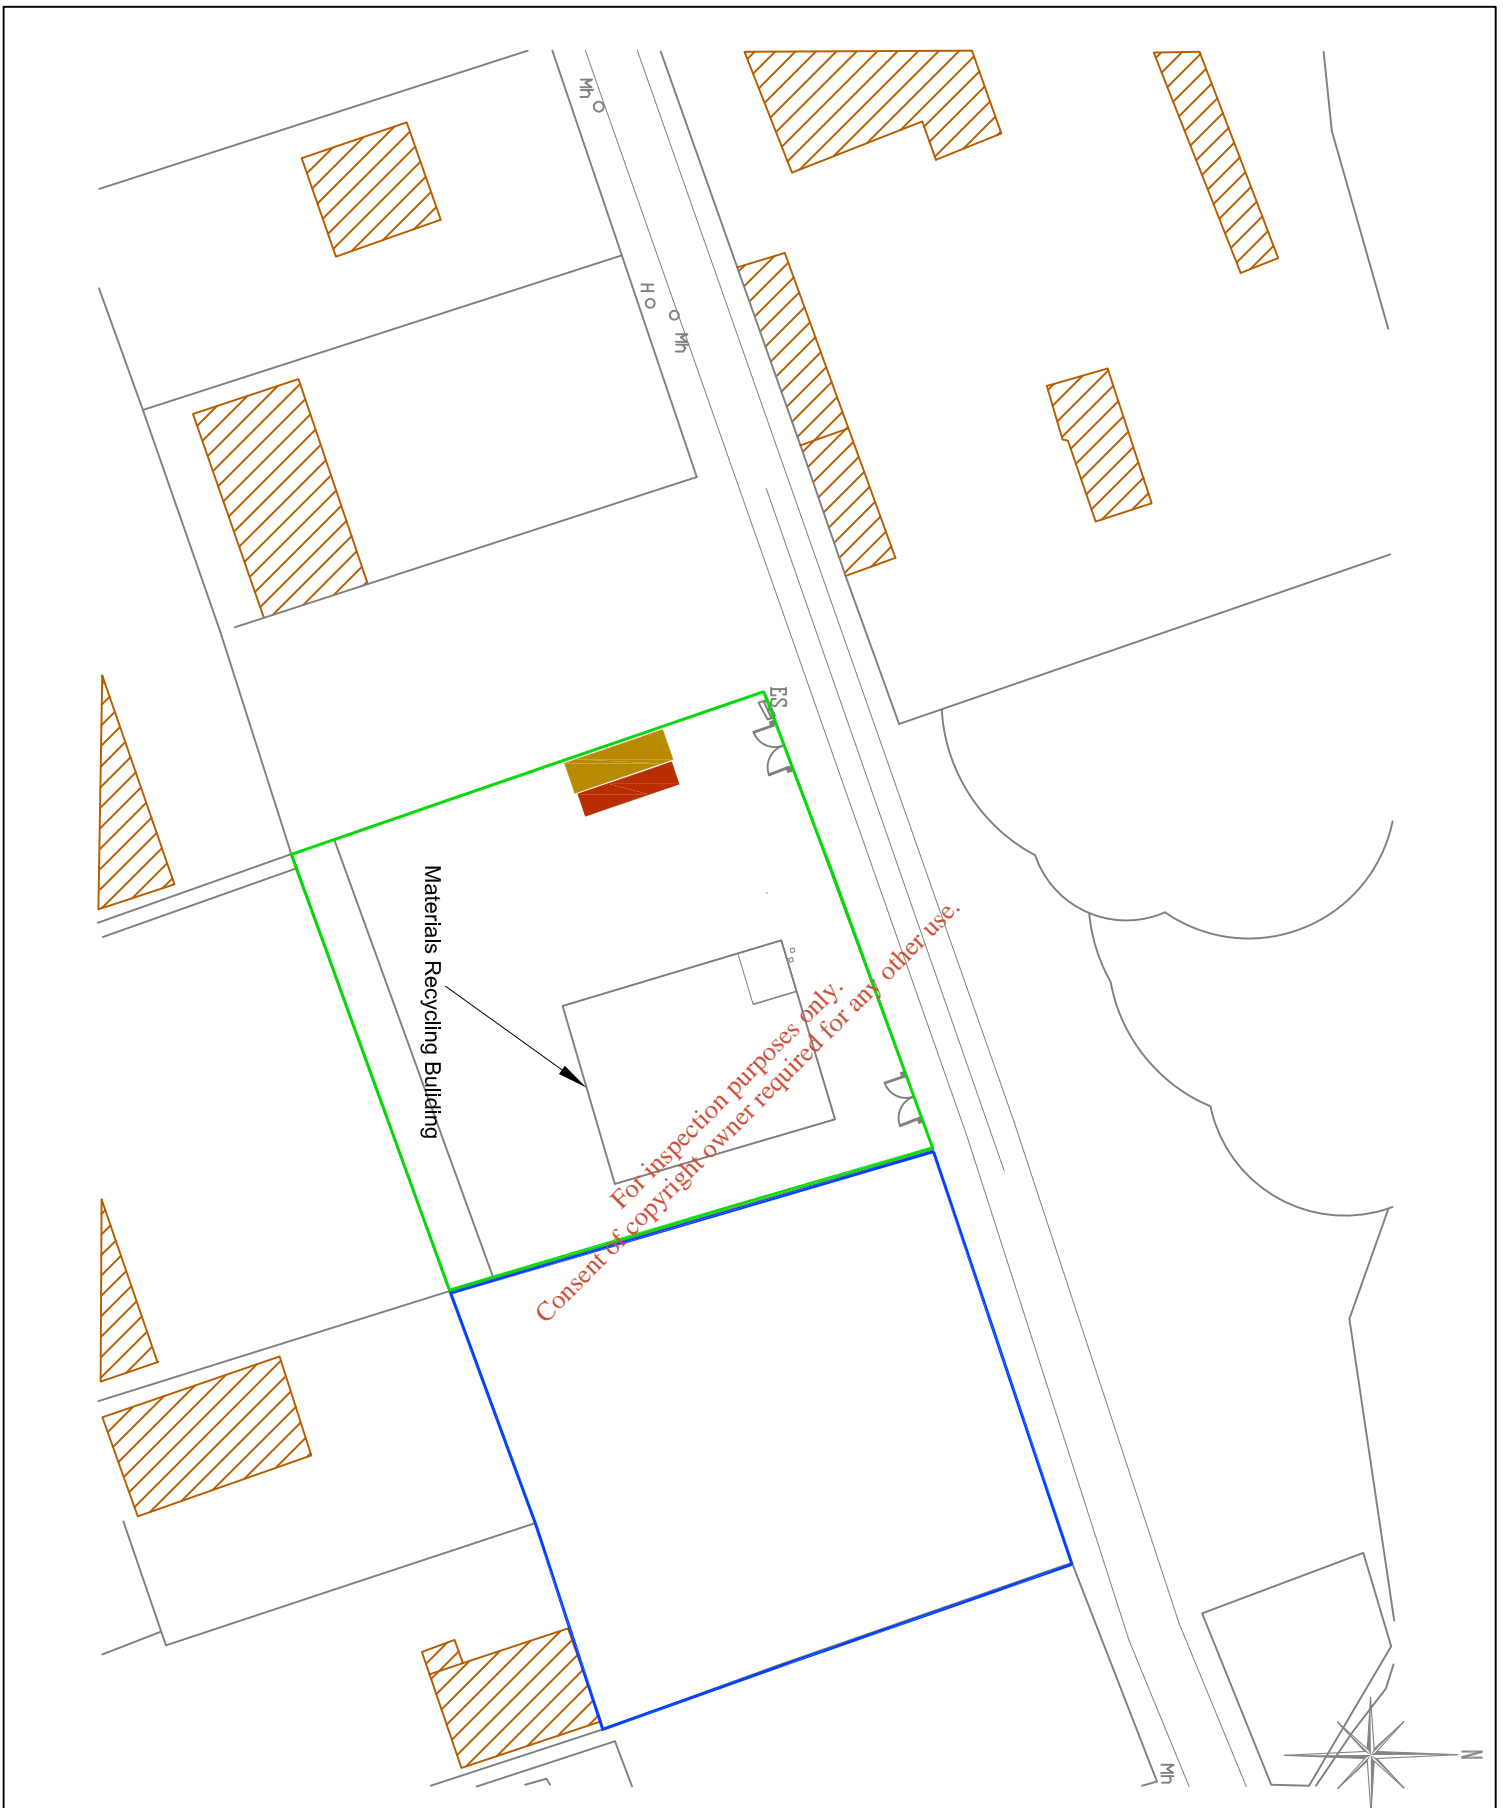 Mh
H
Mh
ES
Materials Recycling Buliding
For inspection purposes only.
Consent of copyright owner required for any other use.
Mh
N